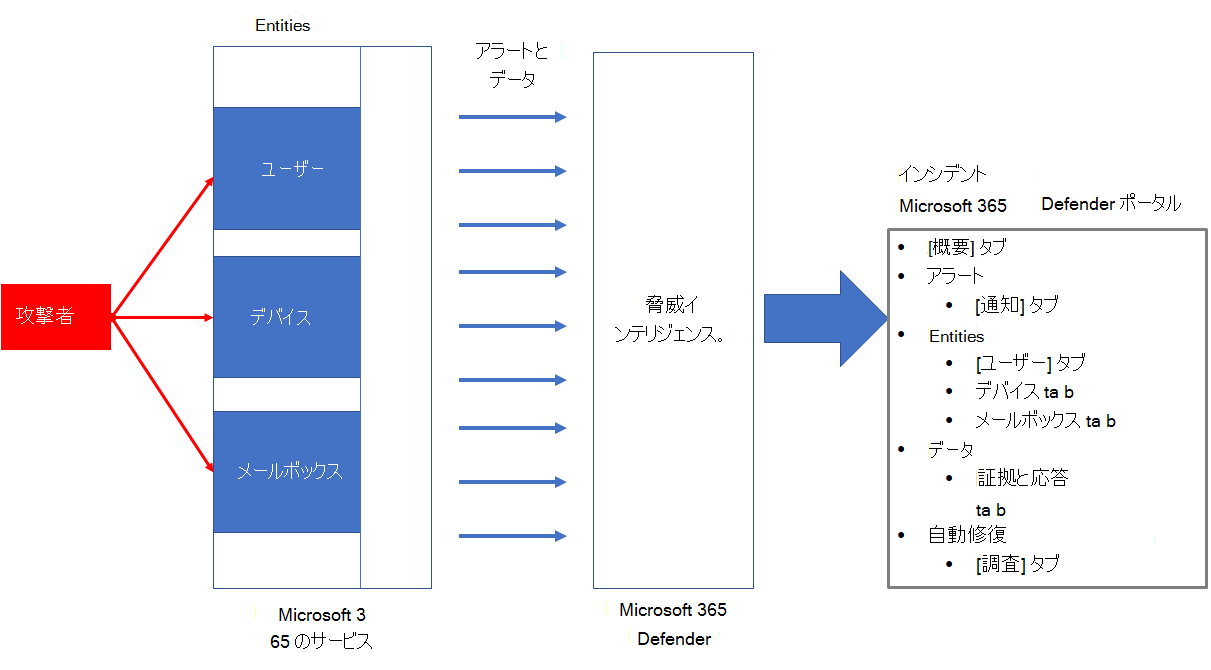 Entities
アラートと
データ
ユーザー
デバイス
メールボックス
攻撃者
Microsoft 3
65 のサービス
脅威イ
ンテリジェンス。
Microsoft 365
Defender
インシデント
Microsoft 365 Defender ポータル
• [概要] タブ
• アラート
• [通知] タブ
• Entities
• [ユーザー] タブ
• デバイス ta b
• メールボックス ta b
• データ
• 証拠と応答
ta b
• 自動修復
• [調査] タブ